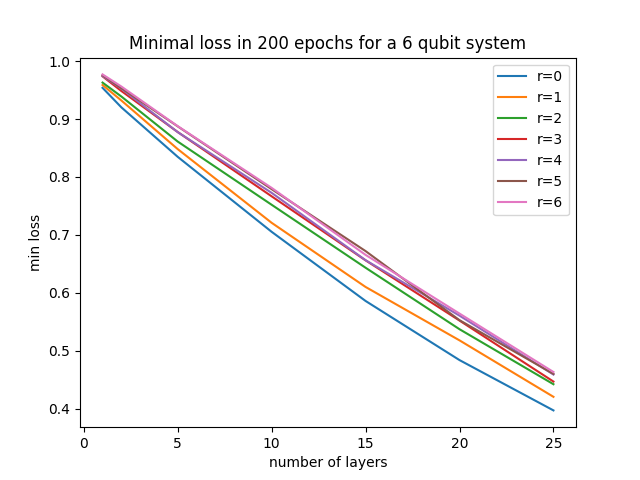 Minimal loss in 200 epochs for a 6 qubit system
1.0
0.9
0.8
0.7
0.6
0.5
0.4
min loss
r=0
r=1
r=2
r=3
r=4
r=5
r=6
0 5 10 15 20 25
number of layers